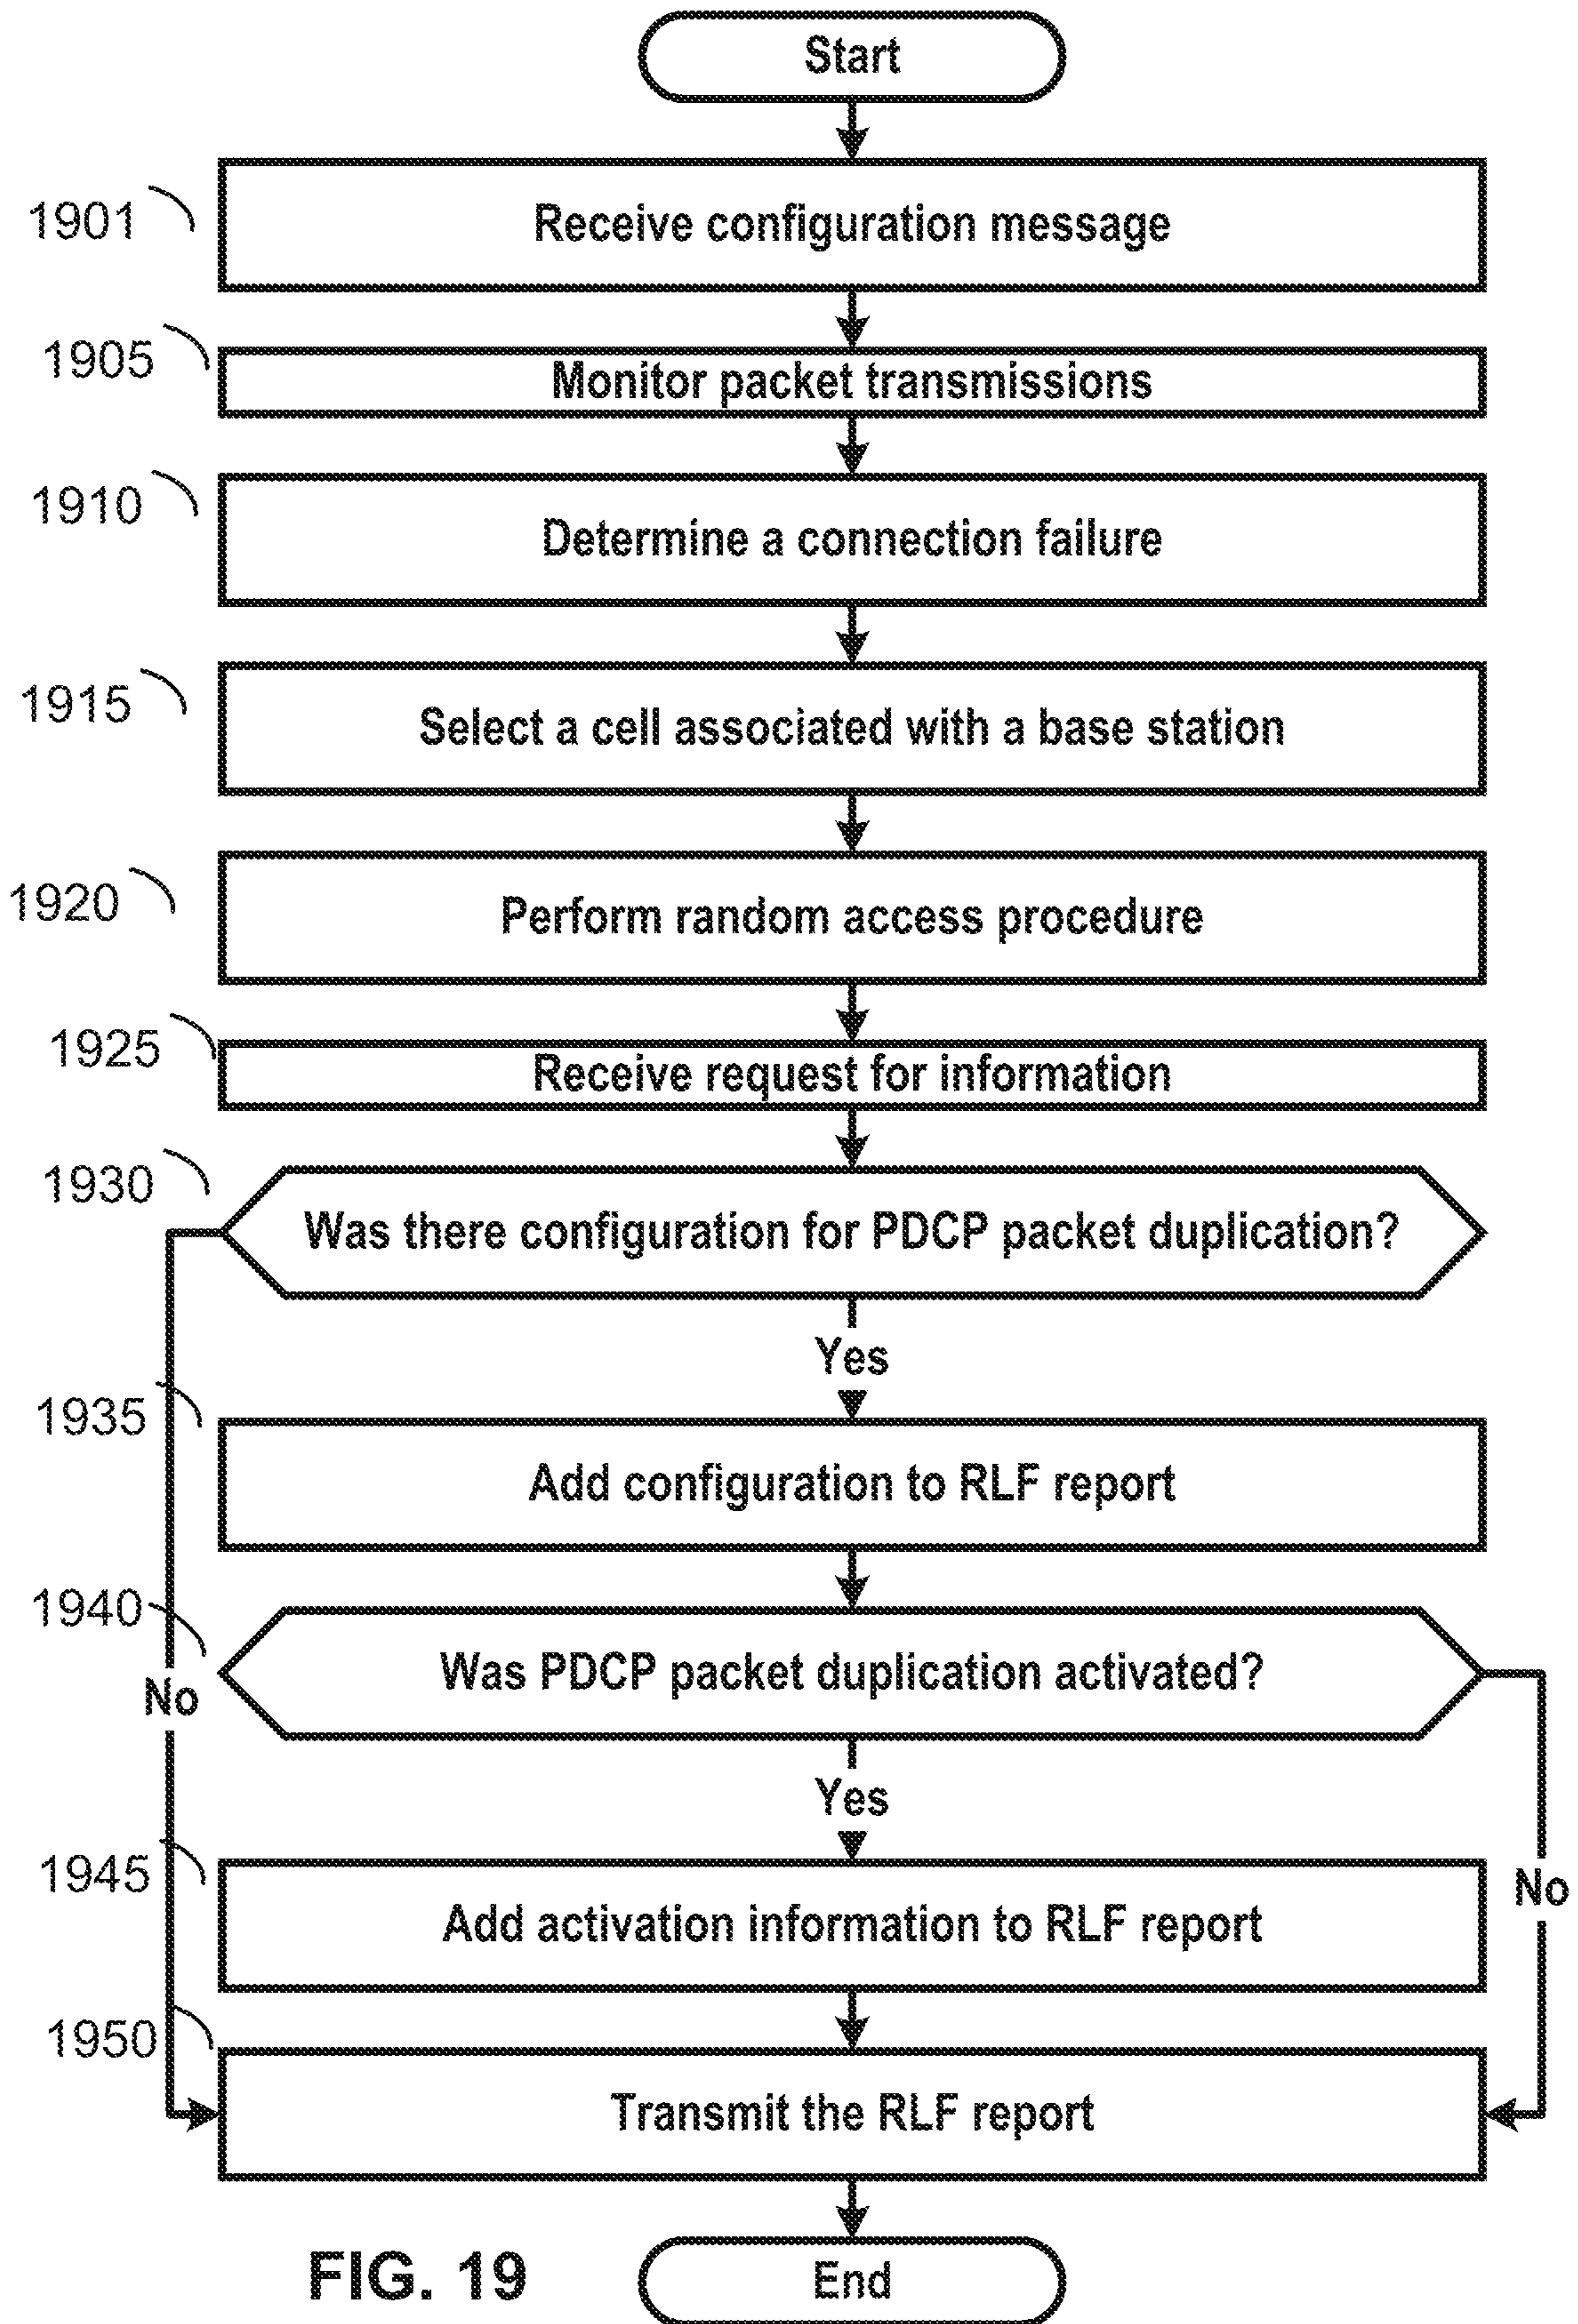 Start
1901
Receive configuration message
1905
Monitor packet transmissions
1910
Determine a connection failure
1915
Select a cell associated with a base station
1920
Perform random access procedure
1925
Receive request for information
1930
Was there configuration for PDCP packet duplication?
Yes
1935
Add configuration to RLF report
1940
Was PDCP packet duplication activated?
No
Yes
1945
Add activation information to RLF report
No
1950
Transmit the RLF report
End
FIG. 19